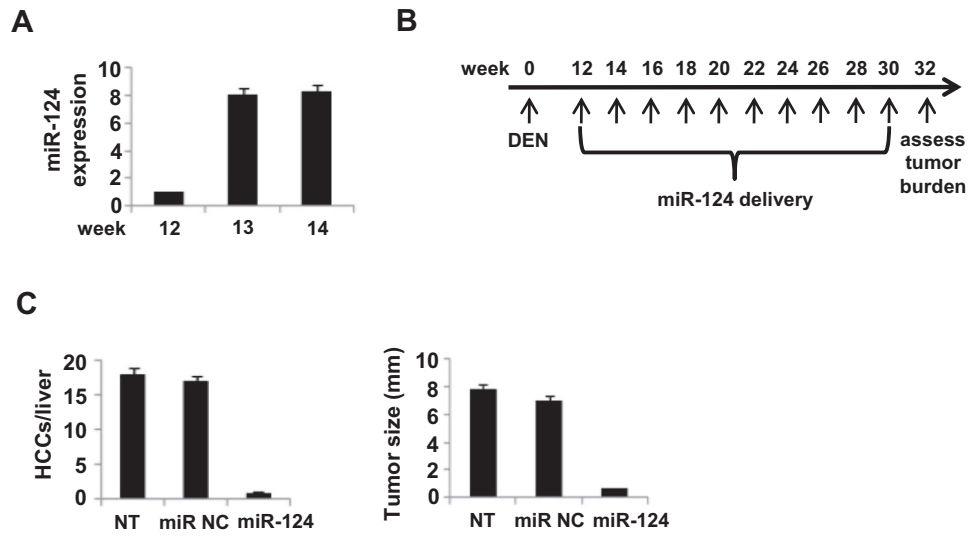 A
miR-124
expression
10
8
6
4
2
0
week 12 13 14
B
week 0 12 14 16 18 20 22 24 26 28 30 32
DEN
assess
tumor
burden
miR-124 delivery
C
HCCs/liver
20
15
10
5
0
NT miR NC miR-124
Tumor size (mm)
10
8
6
4
2
0
NT miR NC miR-124